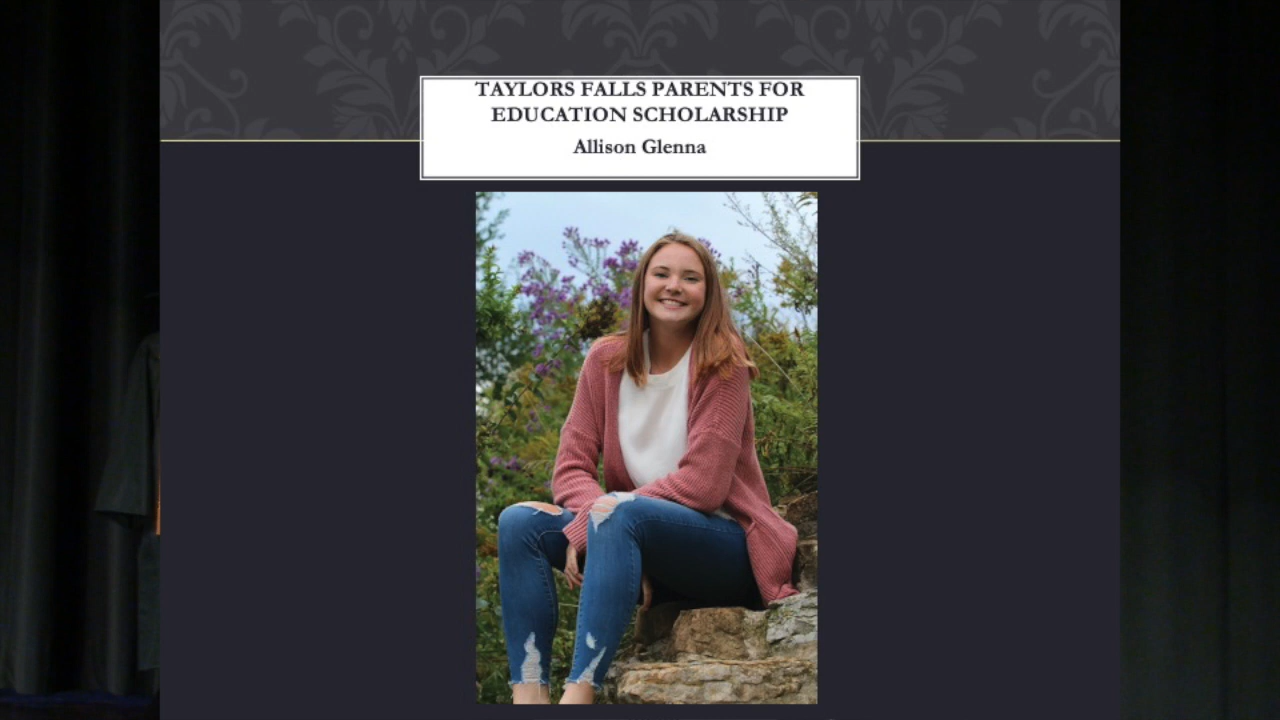 TAYLORS FALLS PARENTS FOR
EDUCATION SCHOLARSHIP
Allison Glenna